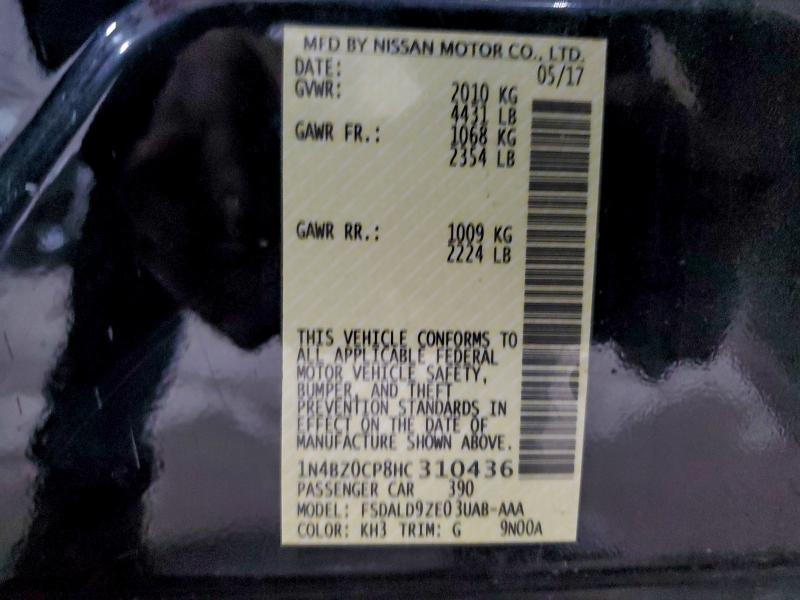 MFD BY NISSAN MOTOR CO., LTD.
DATE: 05/17
GVWR: 2010 KG
4431 LB
GAWR FR.: 1068 KG
2354 LB
GAWR RR.: 1009 KG
2224 LB
THIS VEHICLE CONFORMS TO
ALL APPLICABLE FEDERAL
MOTOR VEHICLE SAFETY,
BUMPER, AND THEFT
PREVENTION STANDARDS IN
EFFECT ON THE DATE OF
MANUFACTURE SHOWN ABOVE.
1N4BZ0CP8HC 310436
PASSENGER CAR 390
MODEL: FSDALD9ZE03UAB-AAA
COLOR: KH3 TRIM: G 9N00A